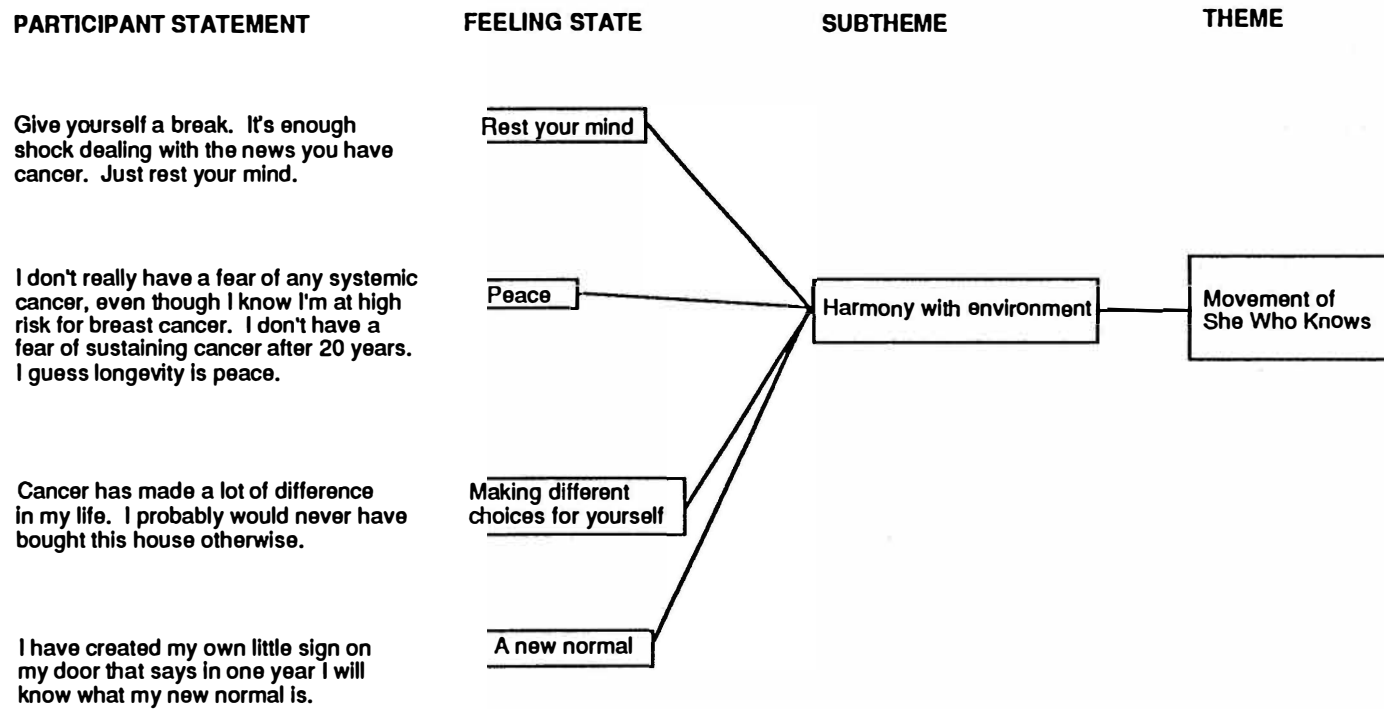 PARTICIPANT STATEMENT
FEELING STATE
SUBTHEME
THEME
Give yourself a break. It's enough
shock dealing with the news you have
cancer. Just rest your mind.
Rest your mind
I don't really have a fear of any systemic
cancer, even though I know I'm at high
risk for breast cancer. I don't have a
fear of sustaining cancer after 20 years.
I guess longevity is peace.
Peace
Harmony with environment
Movement of
She Who Knows
Cancer has made a lot of difference
in my life. I probably would never have
bought this house otherwise.
Making different
choices for yourself
I have created my own little sign on
my door that says in one year I will
know what my new normal is.
A new normal